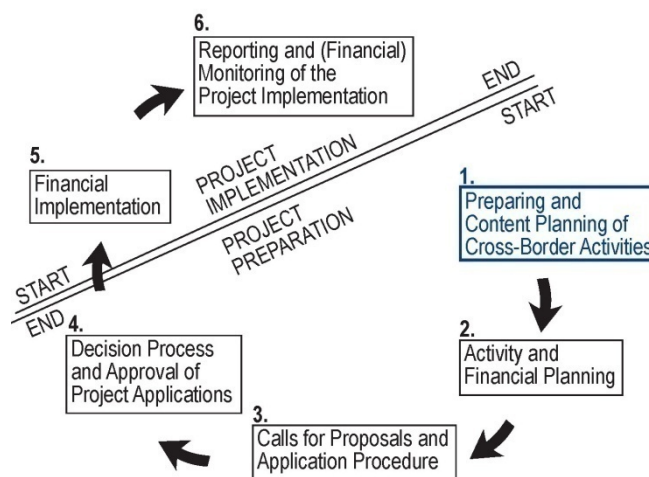 6.
Reporting and (Financial)
Monitoring of the
Project Implementation
END
START
5.
Financial
Implementation
PROJECT
IMPLEMENTATION
PROJECT
PREPARATION
1.
Preparing and
Content Planning of
Cross-Border Activities
START
END
4.
Decision Process
and Approval of
Project Applications
2.
Activity and
Financial Planning
3.
Calls for Proposals and
Application Procedure